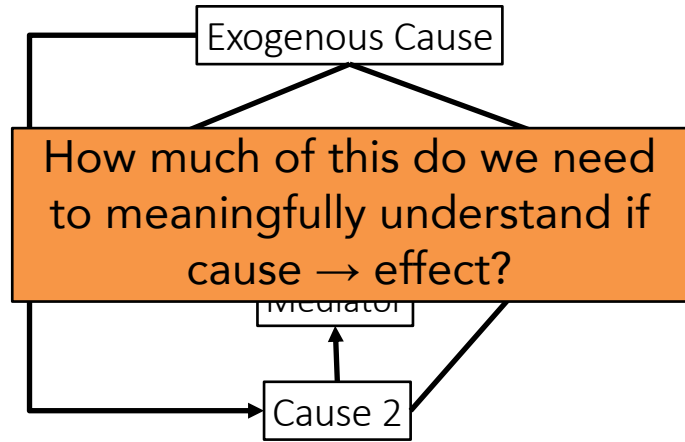 Exogenous Cause
How much of this do we need
to meaningfully understand if
cause → effect?
Mediator
Cause 2